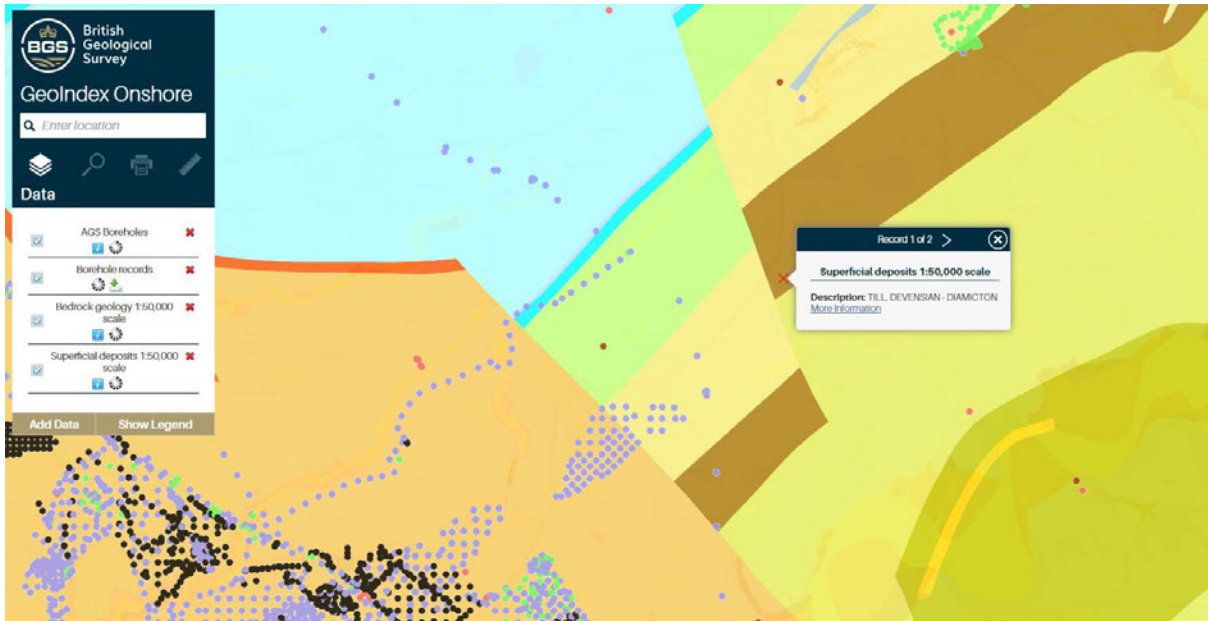 BGS
British
Geological
Survey
GeoIndex Onshore
Enter location
Data
AGS Boreholes
Borehole records
Bedrock geology 1:50,000
scale
Superficial deposits 1:50,000
scale
Add Data
Show Legend
Record 1 of 2
Superficial deposits 1:50,000 scale
Description: TILL, DEVENSIAN - DIAMICTON
More Information